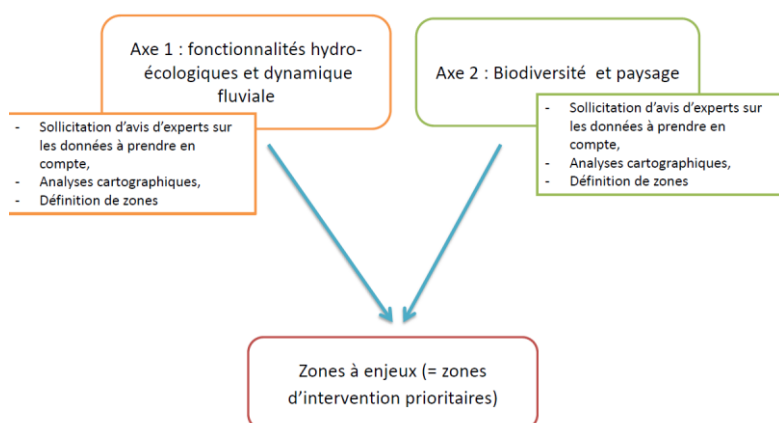 Axe 1 : fonctionnalités hydro-
écologiques et dynamique
fluviale
- Sollicitation d'avis d'experts sur
les données à prendre en
compte,
- Analyses cartographiques,
- Définition de zones
Axe 2 : Biodiversité et paysage
- Sollicitation d'avis d'experts sur
les données à prendre en
compte,
- Analyses cartographiques,
- Définition de zones
Zones à enjeux (= zones
d'intervention prioritaires)